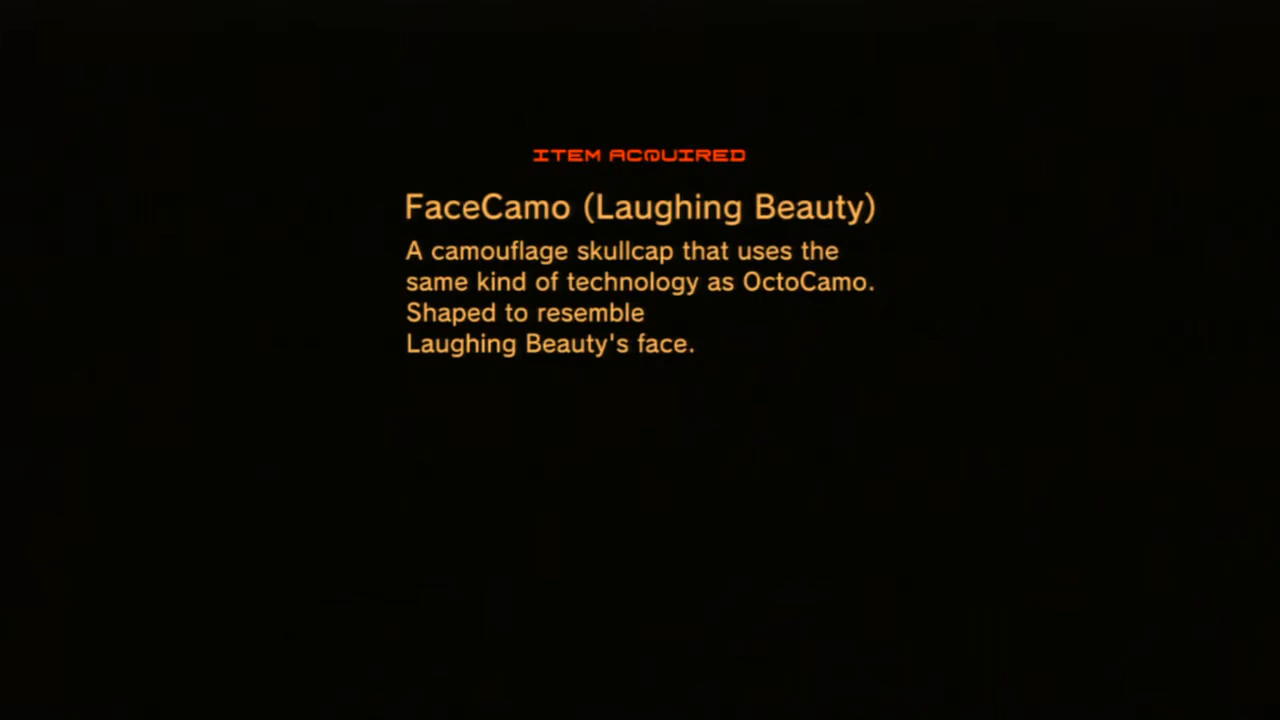 ITEM ACQUIRED
FaceCamo (Laughing Beauty)
A camouflage skullcap that uses the
same kind of technology as OctoCamo.
Shaped to resemble
Laughing Beauty's face.